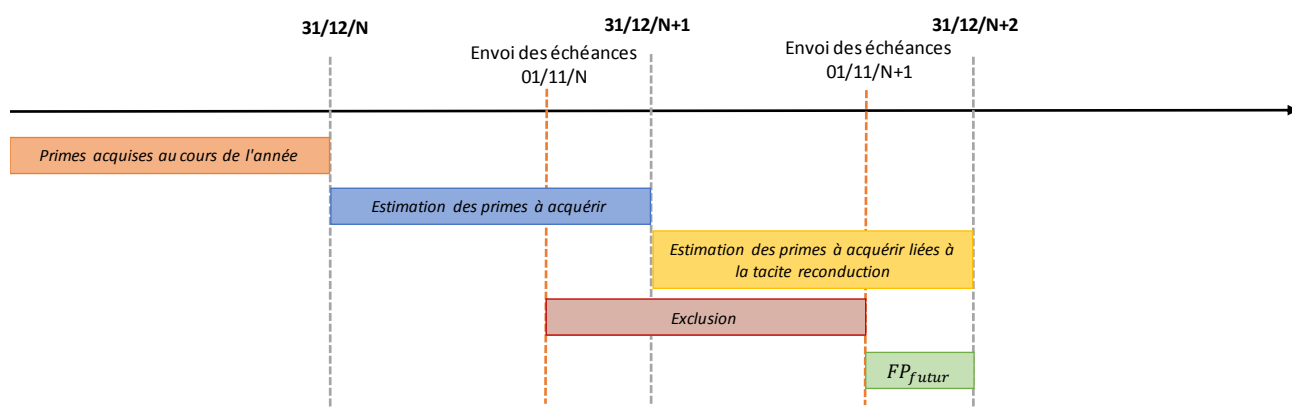 31/12/N
31/12/N+1
31/12/N+2
Envoi des échéances
01/11/N
Envoi des échéances
01/11/N+1
Primes acquises au cours de l'année
Estimation des primes à acquérir
Estimation des primes à acquérir liées à
la tacite reconduction
Exclusion
FP_futur